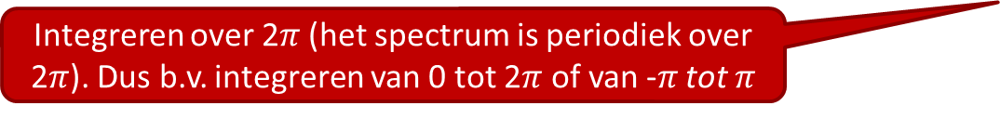 Integreren over 2𝜋 (het spectrum is periodiek over
2𝜋). Dus b.v. integreren van 0 tot 2𝜋 of van -𝜋 𝑡𝑜𝑡 𝜋